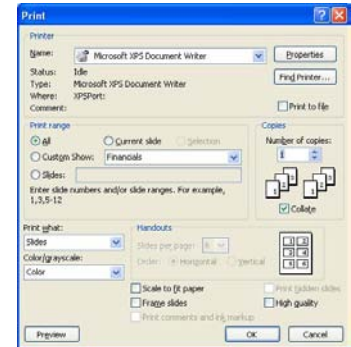 Print
Printer
Name: Microsoft XPS Document Writer Properties
Status: Idle
Type: Microsoft XPS Document Writer Find Printer...
Where: XPSPort:
Comment: Print to file
Print range
All Current slide Selection
Custom Show: Financials
Slides:
Enter slide numbers and/or slide ranges. For example,
1,3,5-12
Copies
Number of copies:
1
Collate
Print what:
Slides
Color/grayscale:
Color
Handouts
Slides per page: 6
Order: Horizontal Vertical
Scale to fit paper Print hidden slides
Frame slides High quality
Print comments and ink markup
Preview OK Cancel